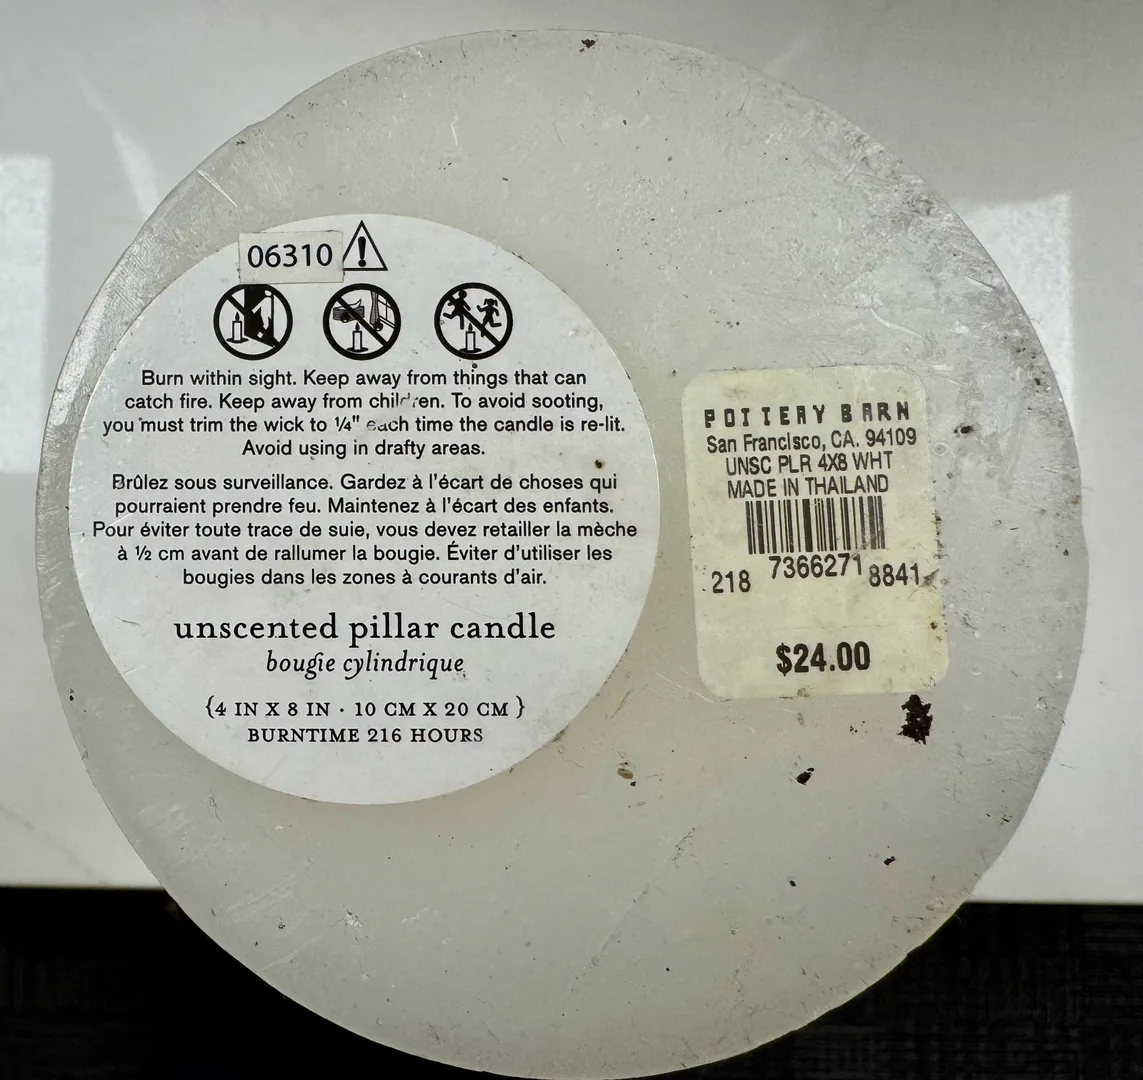 06310
Burn within sight. Keep away from things that can
catch fire. Keep away from children. To avoid sooting,
you must trim the wick to ¼" each time the candle is re-lit.
Avoid using in drafty areas.
Brûlez sous surveillance. Gardez à l'écart de choses qui
pourraient prendre feu. Maintenez à l'écart des enfants.
Pour éviter toute trace de suie, vous devez retailler la mèche
à ½ cm avant de rallumer la bougie. Éviter d'utiliser les
bougies dans les zones à courants d'air.
unscented pillar candle
bougie cylindrique
{4 IN X 8 IN · 10 CM X 20 CM }
BURNTIME 216 HOURS
POTTERY BARN
San Francisco, CA. 94109
UNSC PLR 4X8 WHT
MADE IN THAILAND
218 7366271 8841
$24.00